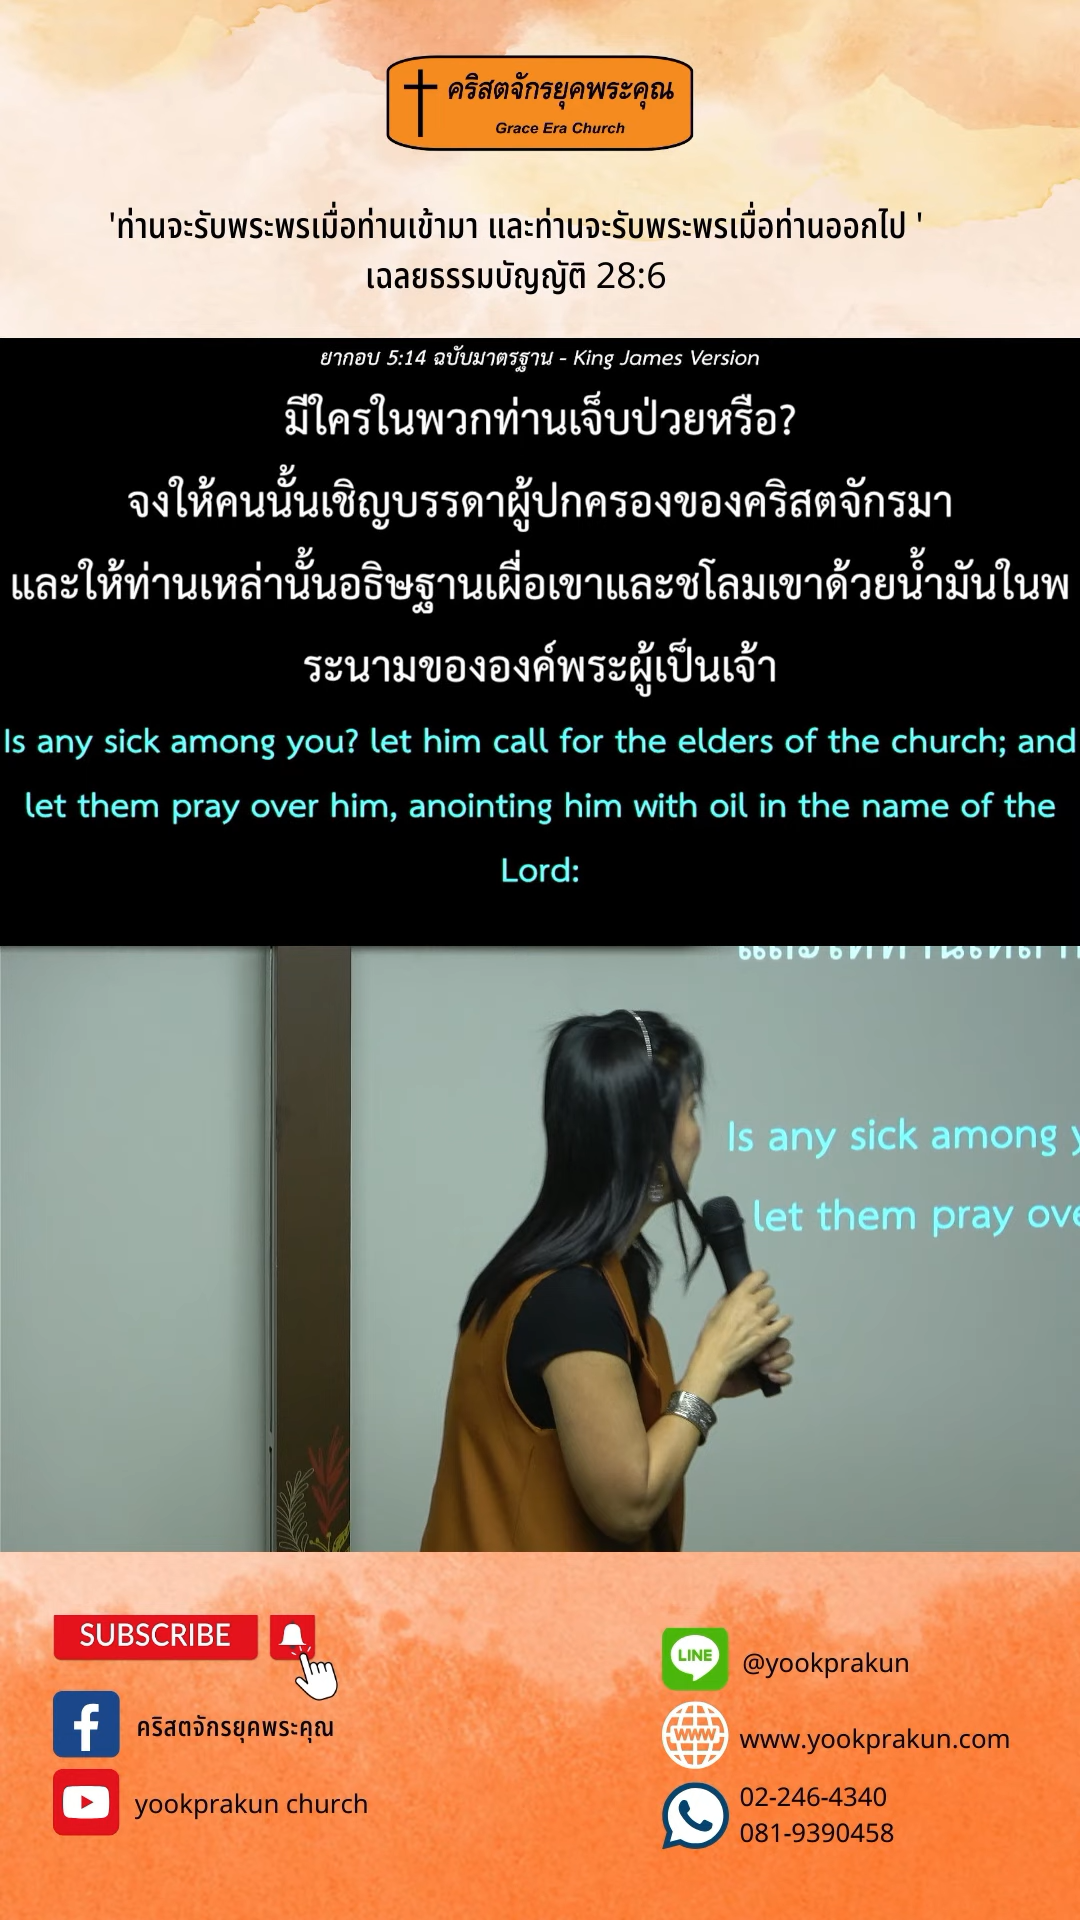 คริสตจักรยุคพระคุณ
Grace Era Church
'ท่านจะรับพระพรเมื่อท่านเข้ามา และท่านจะรับพระพรเมื่อท่านออกไป '
เฉลยธรรมบัญญัติ 28:6
ยากอบ 5:14 ฉบับมาตรฐาน - King James Version
มีใครในพวกท่านเจ็บป่วยหรือ?
จงให้คนนั้นเชิญบรรดาผู้ปกครองของคริสตจักรมา
และให้ท่านเหล่านั้นอธิษฐานเผื่อเขาและชโลมเขาด้วยน้ำมันในพ
ระนามขององค์พระผู้เป็นเจ้า
Is any sick among you? let him call for the elders of the church; and
let them pray over him, anointing him with oil in the name of the
Lord:
Is any sick among
let them pray
SUBSCRIBE
คริสตจักรยุคพระคุณ
yookprakun church
LINE
@yookprakun
WWW
www.yookprakun.com
02-246-4340
081-9390458